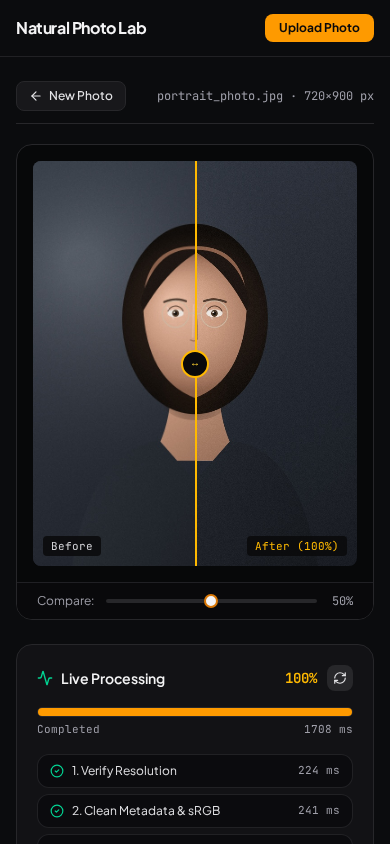 Natural Photo Lab
Upload Photo
← New Photo
portrait_photo.jpg · 720×900 px
↔
Before
After (100%)
Compare:
50%
Live Processing
100%
Completed
1708 ms
1. Verify Resolution
224 ms
2. Clean Metadata & sRGB
241 ms